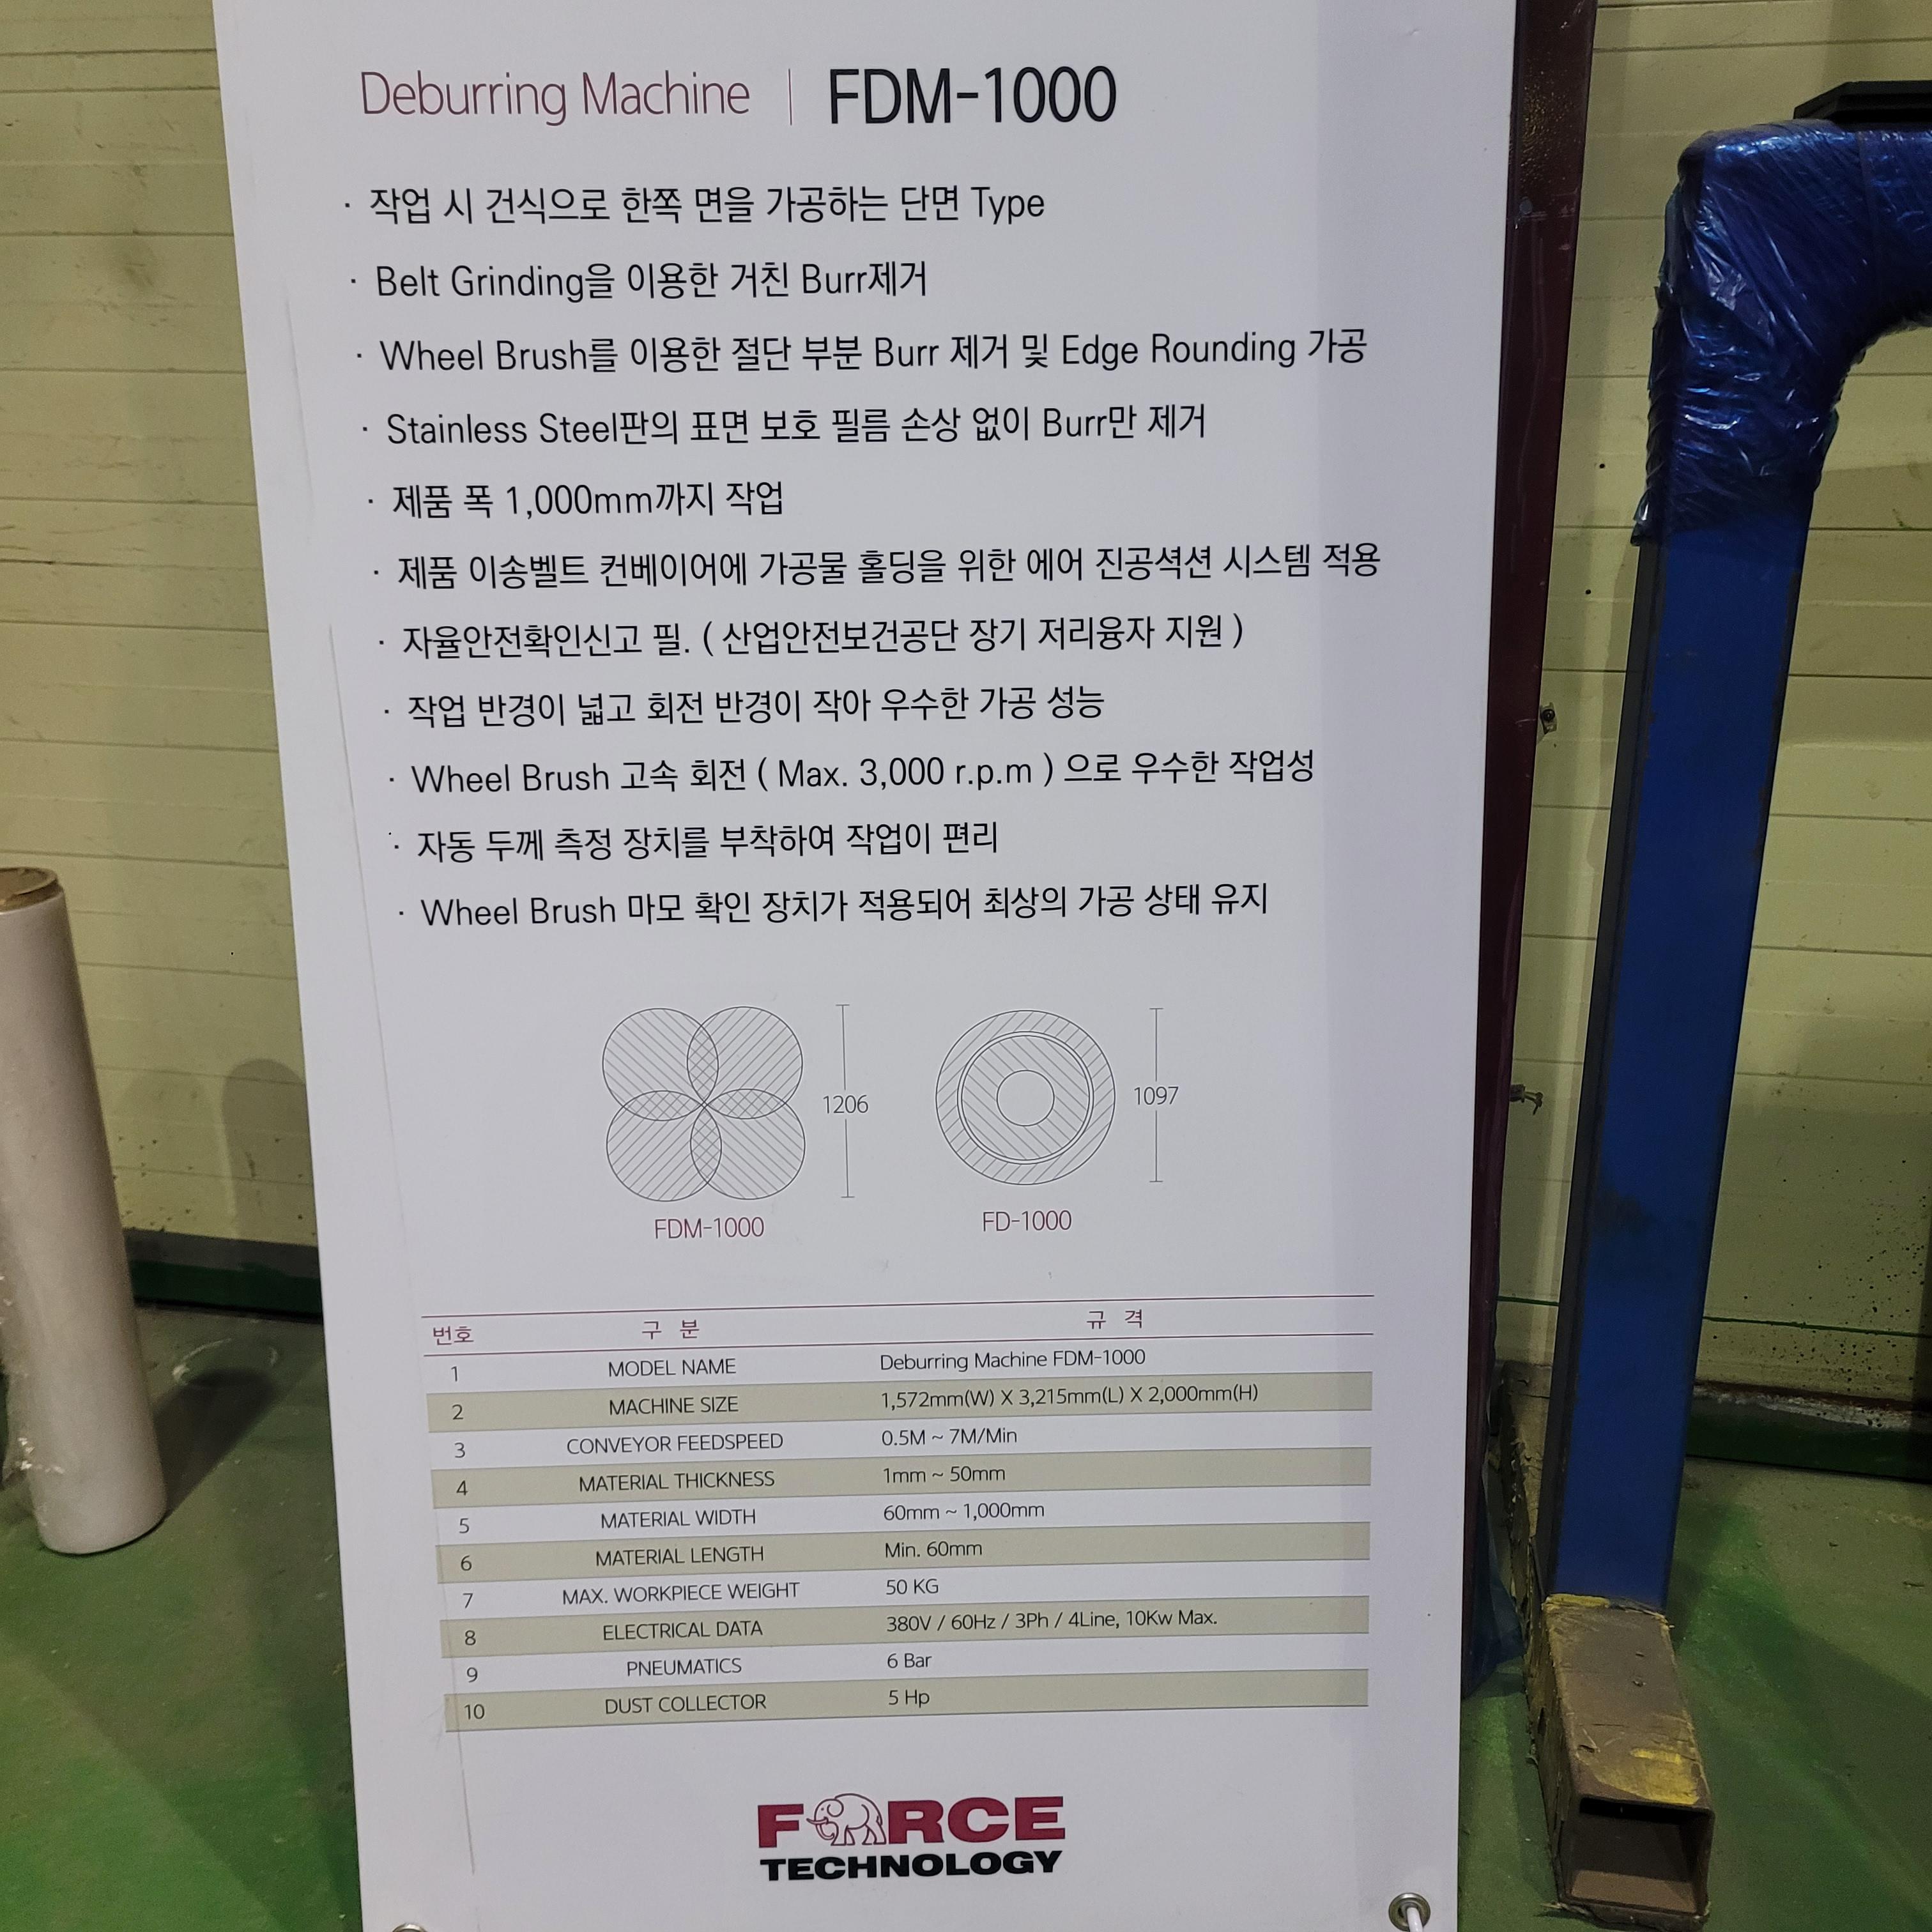 Deburring Machine | FDM-1000
· 작업 시 건식으로 한쪽 면을 가공하는 단면 Type
· Belt Grinding을 이용한 거친 Burr제거
· Wheel Brush를 이용한 절단 부분 Burr 제거 및 Edge Rounding 가공
· Stainless Steel판의 표면 보호 필름 손상 없이 Burr만 제거
· 제품 폭 1,000mm까지 작업
· 제품 이송벨트 컨베이어에 가공물 홀딩을 위한 에어 진공셕션 시스템 적용
· 자율안전확인신고 필. ( 산업안전보건공단 장기 저리융자 지원 )
· 작업 반경이 넓고 회전 반경이 작아 우수한 가공 성능
· Wheel Brush 고속 회전 ( Max. 3,000 r.p.m ) 으로 우수한 작업성
· 자동 두께 측정 장치를 부착하여 작업이 편리
· Wheel Brush 마모 확인 장치가 적용되어 최상의 가공 상태 유지
1206
1097
FDM-1000
FD-1000
번호 구 분 규 격
1 MODEL NAME Deburring Machine FDM-1000
2 MACHINE SIZE 1,572mm(W) X 3,215mm(L) X 2,000mm(H)
3 CONVEYOR FEEDSPEED 0.5M ~ 7M/Min
4 MATERIAL THICKNESS 1mm ~ 50mm
5 MATERIAL WIDTH 60mm ~ 1,000mm
6 MATERIAL LENGTH Min. 60mm
7 MAX. WORKPIECE WEIGHT 50 KG
8 ELECTRICAL DATA 380V / 60Hz / 3Ph / 4Line, 10Kw Max.
9 PNEUMATICS 6 Bar
10 DUST COLLECTOR 5 Hp
FORCE
TECHNOLOGY